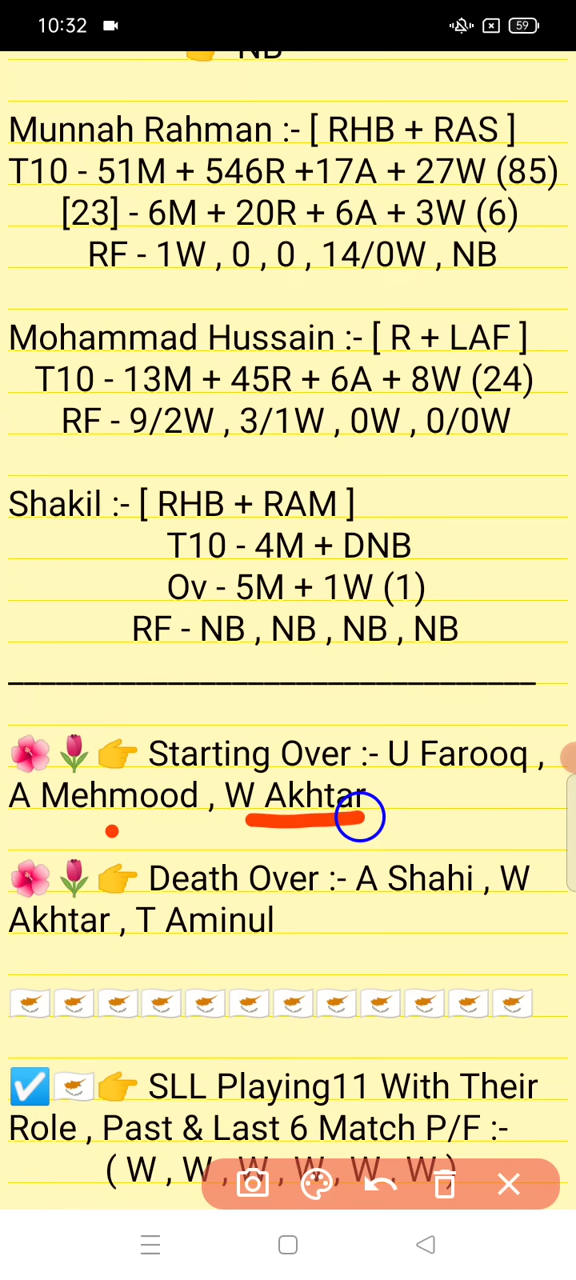 10:32
59
NB
Munnah Rahman :- [ RHB + RAS ]
T10 - 51M + 546R +17A + 27W (85)
[23] - 6M + 20R + 6A + 3W (6)
RF - 1W , 0 , 0 , 14/0W , NB
Mohammad Hussain :- [ R + LAF ]
T10 - 13M + 45R + 6A + 8W (24)
RF - 9/2W , 3/1W , 0W , 0/0W
Shakil :- [ RHB + RAM ]
T10 - 4M + DNB
Ov - 5M + 1W (1)
RF - NB , NB , NB , NB
🌺🌷👉 Starting Over :- U Farooq ,
A Mehmood , W Akhtar
🌺🌷👉 Death Over :- A Shahi , W
Akhtar , T Aminul
🇨🇾🇨🇾🇨🇾🇨🇾🇨🇾🇨🇾🇨🇾🇨🇾🇨🇾🇨🇾🇨🇾🇨🇾
☑️🇨🇾👉 SLL Playing11 With Their
Role , Past & Last 6 Match P/F :-
( W , W , W , W , W , W )